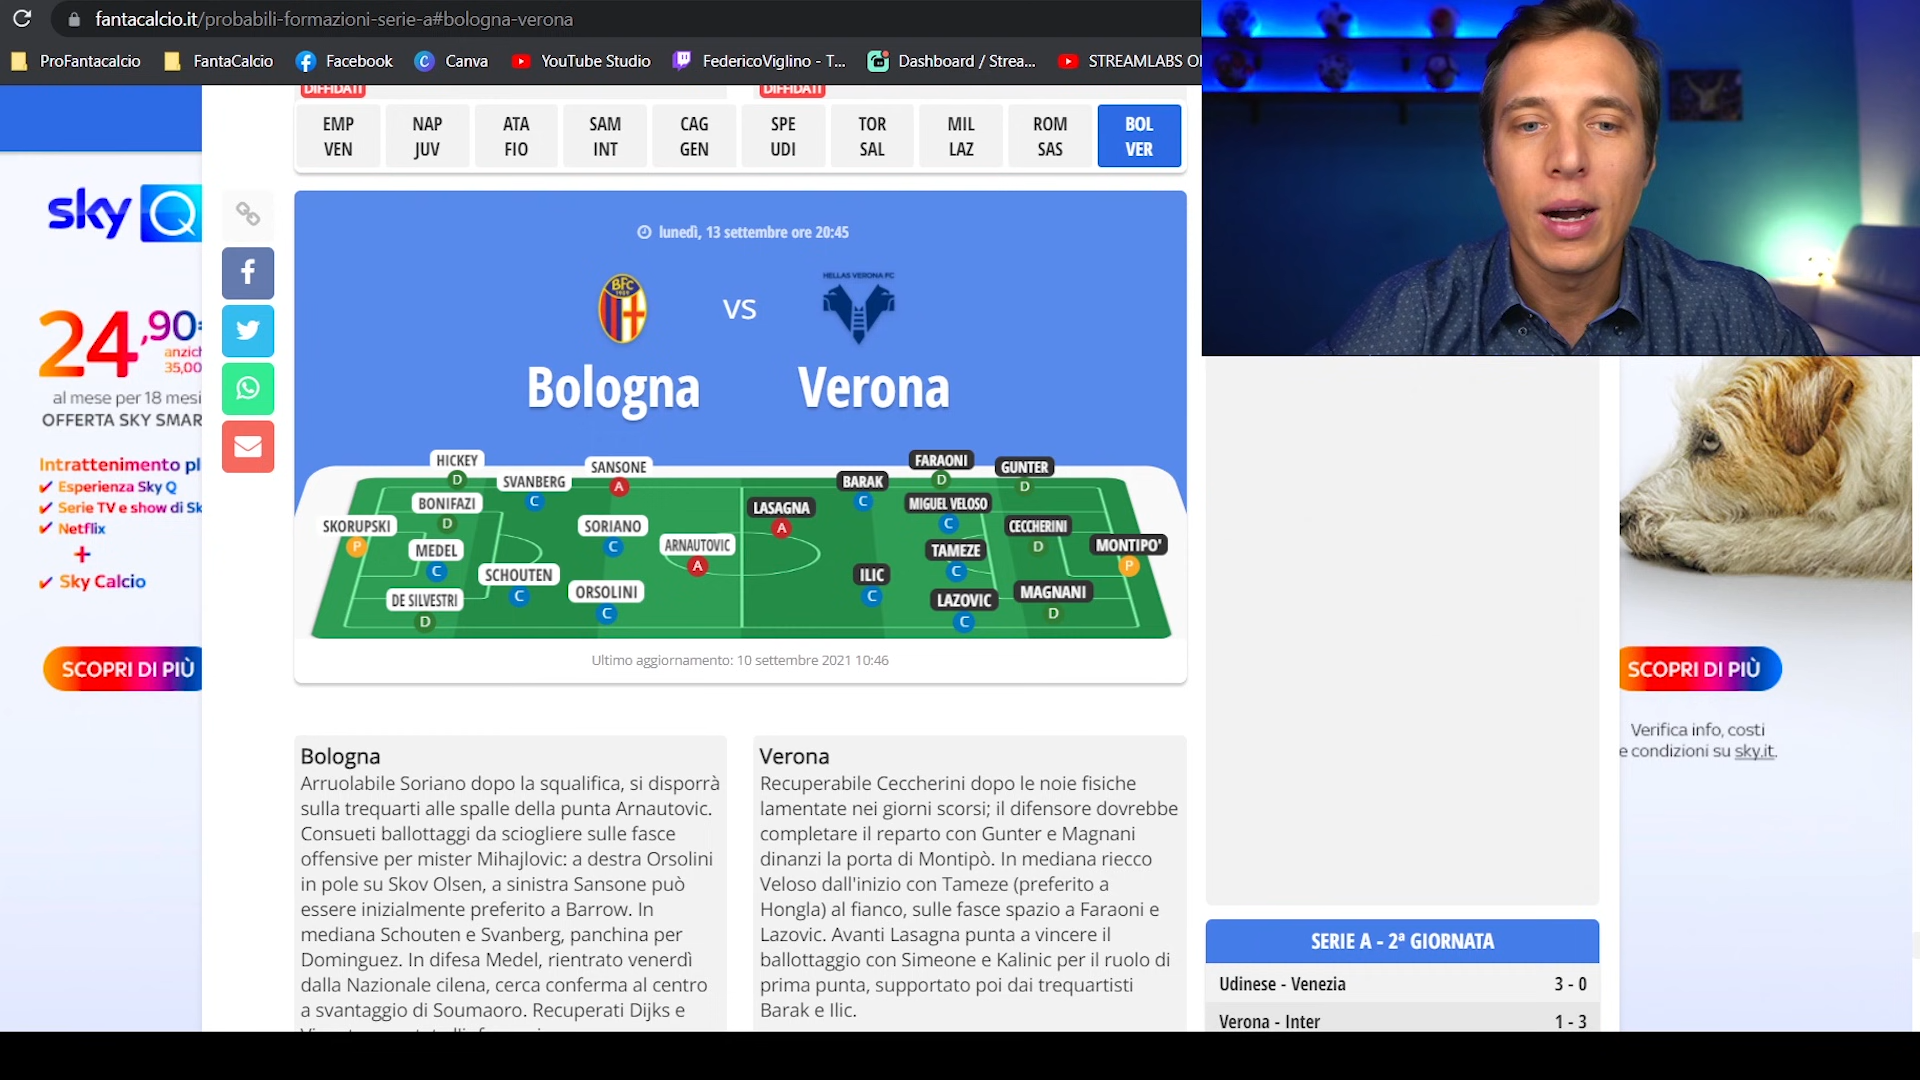 fantacalcio.it/probabili-formazioni-serie-a#bologna-verona
ProFantacalcio
FantaCalcio
Facebook
Canva
YouTube Studio
FedericoViglino - T...
Dashboard / Strea...
STREAMLABS
DIFFIDATI
DIFFIDATI
EMP VEN
NAP JUV
ATA FIO
SAM INT
CAG GEN
SPE UDI
TOR SAL
MIL LAZ
ROM SAS
BOL VER
sky Q
24,90€
anzich
35,00
al mese per 18 mesi
OFFERTA SKY SMAR
Intrattenimento pl
Esperienza Sky Q
Serie TV e show di Sk
Netflix
+
Sky Calcio
SCOPRI DI PIÙ
lunedì, 13 settembre ore 20:45
BFC
1909
VS
HELLAS VERONA FC
Bologna
Verona
HICKEY
D
SVANBERG
C
SANSONE
A
BONIFAZI
D
SKORUPSKI
P
SORIANO
C
MEDEL
C
ARNAUTOVIC
A
SCHOUTEN
C
ORSOLINI
C
DE SILVESTRI
D
FARAONI
D
GUNTER
D
BARAK
C
LASAGNA
A
MIGUEL VELOSO
C
CECCHERINI
D
TAMEZE
C
MONTIPO'
P
ILIC
C
MAGNANI
D
LAZOVIC
C
Ultimo aggiornamento: 10 settembre 2021 10:46
Bologna
Arruolabile Soriano dopo la squalifica, si disporrà
sulla trequarti alle spalle della punta Arnautovic.
Consueti ballottaggi da sciogliere sulle fasce
offensive per mister Mihajlovic: a destra Orsolini
in pole su Skov Olsen, a sinistra Sansone può
essere inizialmente preferito a Barrow. In
mediana Schouten e Svanberg, panchina per
Dominguez. In difesa Medel, rientrato venerdì
dalla Nazionale cilena, cerca conferma al centro
a svantaggio di Soumaoro. Recuperati Dijks e
Verona
Recuperabile Ceccherini dopo le noie fisiche
lamentate nei giorni scorsi; il difensore dovrebbe
completare il reparto con Gunter e Magnani
dinanzi la porta di Montipò. In mediana riecco
Veloso dall'inizio con Tameze (preferito a
Hongla) al fianco, sulle fasce spazio a Faraoni e
Lazovic. Avanti Lasagna punta a vincere il
ballottaggio con Simeone e Kalinic per il ruolo di
prima punta, supportato poi dai trequartisti
Barak e Ilic.
SERIE A - 2ª GIORNATA
Udinese - Venezia 3 - 0
Verona - Inter 1 - 3
SCOPRI DI PIÙ
Verifica info, costi
e condizioni su sky.it.